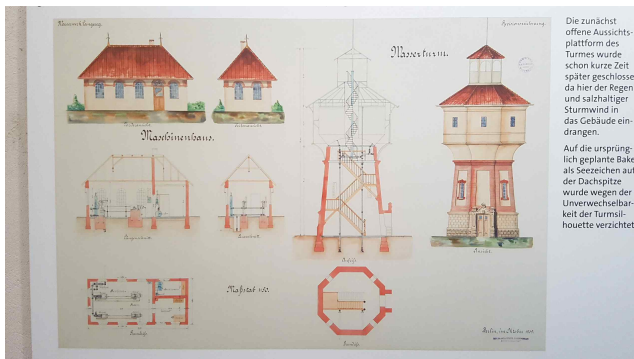 Wasserturm.
Maschinenhaus.
Maßstab 1:50.
Ansicht.
Die zunächst
offene Aussichts-
plattform des
Turmes wurde
schon kurze Zeit
später geschlosse
da hier der Regen
und salzhaltiger
Sturmwind in
das Gebäude ein-
drangen.
Auf die ursprüng-
lich geplante Bake
als Seezeichen auf
der Dachspitze
wurde wegen der
Unverwechselbar-
keit der Turmsil-
houette verzichtet